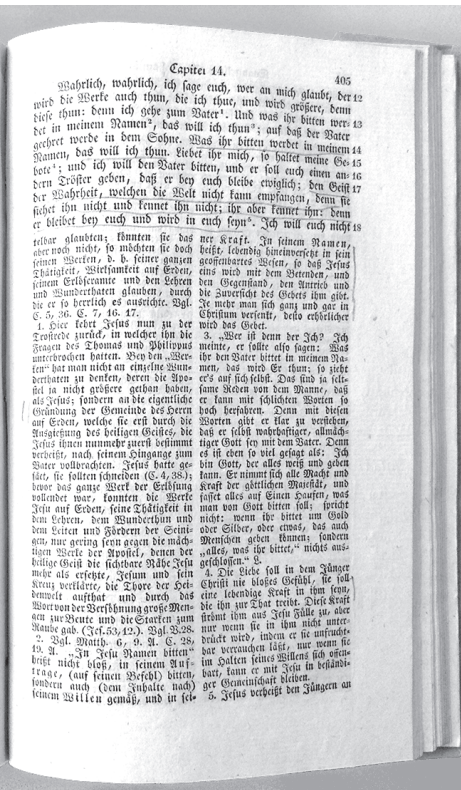 Capitel 14.
405
Wahrlich, wahrlich, ich sage euch, wer an mich glaubt, der 12
wird die Werke auch thun, die ich thue, und wird größere, denn
diese thun: denn ich gehe zum Vater¹. Und was ihr bitten wer- 13
det in meinem Namen², das will ich thun³; auf daß der Vater
geehret werde in dem Sohne. Was ihr bitten werdet in meinem 14
Namen, das will ich thun. Liebet ihr mich, so haltet meine Ge- 15
bote⁴; und ich will den Vater bitten, und er soll euch einen an- 16
dern Tröster geben, daß er bey euch bleibe ewiglich; den Geist 17
der Wahrheit, welchen die Welt nicht kann empfangen, denn sie
siehet ihn nicht und kennet ihn nicht; ihr aber kennet ihn: denn
er bleibet bey euch und wird in euch seyn⁵. Ich will euch nicht 18
telbar glaubten; könnten sie das
aber noch nicht, so möchten sie doch
seinen Werken, d. h. seiner ganzen
Thätigkeit, Wirksamkeit auf Erden,
seinem Erlöseramte und den Lehren
und Wunderthaten glauben, durch
die er so herrlich es ausrichte. Vgl.
C. 5, 36. C. 7, 16. 17.
1. Hier kehrt Jesus nun zu der
Trostrede zurück, in welcher ihn die
Fragen des Thomas und Philippus
unterbrochen hatten. Bey den „Wer-
ken“ hat man nicht an einzelne Wun-
derthaten zu denken, deren die Apo-
stel ja nicht größere gethan haben,
als Jesus; sondern an die eigentliche
Gründung der Gemeinde des Herrn
auf Erden, welche sie erst durch die
Ausgießung des heiligen Geistes, die
Jesus ihnen nunmehr zuerst bestimmt
verheißt, nach seinem Hingange zum
Vater vollbrachten. Jesus hatte ge-
säet, sie sollten schneiden (C. 4, 38.);
bevor das ganze Werk der Erlösung
vollendet war, konnten die Werke
Jesu auf Erden, seine Thätigkeit in
dem Lehren, dem Wunderthun und
dem Leiten und Fördern der Seini-
gen, nur gering seyn gegen die mäch-
tigen Werke der Apostel, denen der
heilige Geist die sichtbare Nähe Jesu
mehr als ersetzte, Jesum und sein
Kreuz verklärte, die Thore der Hei-
denwelt aufthat und durch das
Wort von der Versöhnung große Men-
gen zur Beute und die Starken zum
Raube gab. (Jes. 53, 12.). Vgl. V. 28.
2. Vgl. Matth. 6, 9. A. C. 28,
19. A. „In Jesu Namen bitten“
heißt nicht bloß, in seinem Auf-
trage, (auf seinen Befehl) bitten,
sondern auch (dem Inhalte nach)
seinem Willen gemäß, und in sei-
ner Kraft. In seinem Namen,
heißt, lebendig hineinversetzt in sein
geoffenbartes Wesen, so daß Jesus
eins wird mit dem Betenden, und
den Gegenstand, den Antrieb und
die Zuversicht des Gebets ihm gibt.
Je mehr man sich ganz und gar in
Christum versenkt, desto erhörlicher
wird das Gebet.
3. „Wer ist denn der Ich? Ich
meinte, er sollte also sagen: Was
ihr den Vater bittet in meinem Na-
men, das wird Er thun; so zieht
er's auf sich selbst. Das sind ja selt-
same Reden von dem Manne, daß
er kann mit schlichten Worten so
hoch herfahren. Denn mit diesen
Worten gibt er klar zu verstehen,
daß er selbst wahrhaftiger, allmäch-
tiger Gott sey mit dem Vater. Denn
es ist eben so viel gesagt als: Ich
bin Gott, der alles weiß und geben
kann. Er nimmt sich alle Macht und
Kraft der göttlichen Majestät, und
fasset alles auf Einen Haufen, was
man von Gott bitten soll; spricht
nicht: wenn ihr bittet um Gold
oder Silber, oder etwas, das auch
Menschen geben können; sondern
„alles, was ihr bittet,“ nichts aus-
geschlossen.“ L.
4. Die Liebe soll in dem Jünger
Christi nie bloßes Gefühl, sie soll
eine lebendige Kraft in ihm seyn,
die ihn zur That treibt. Diese Kraft
strömt ihm aus Jesu Fülle zu, aber
nur wenn sie in ihm nicht unter-
drückt wird, indem er sie unfrucht-
bar verrauchen läßt, nur wenn sie
im Halten seines Willens sich offen-
bart, kann er mit Jesu in beständi-
ger Gemeinschaft bleiben.
5. Jesus verheißt den Jüngern an